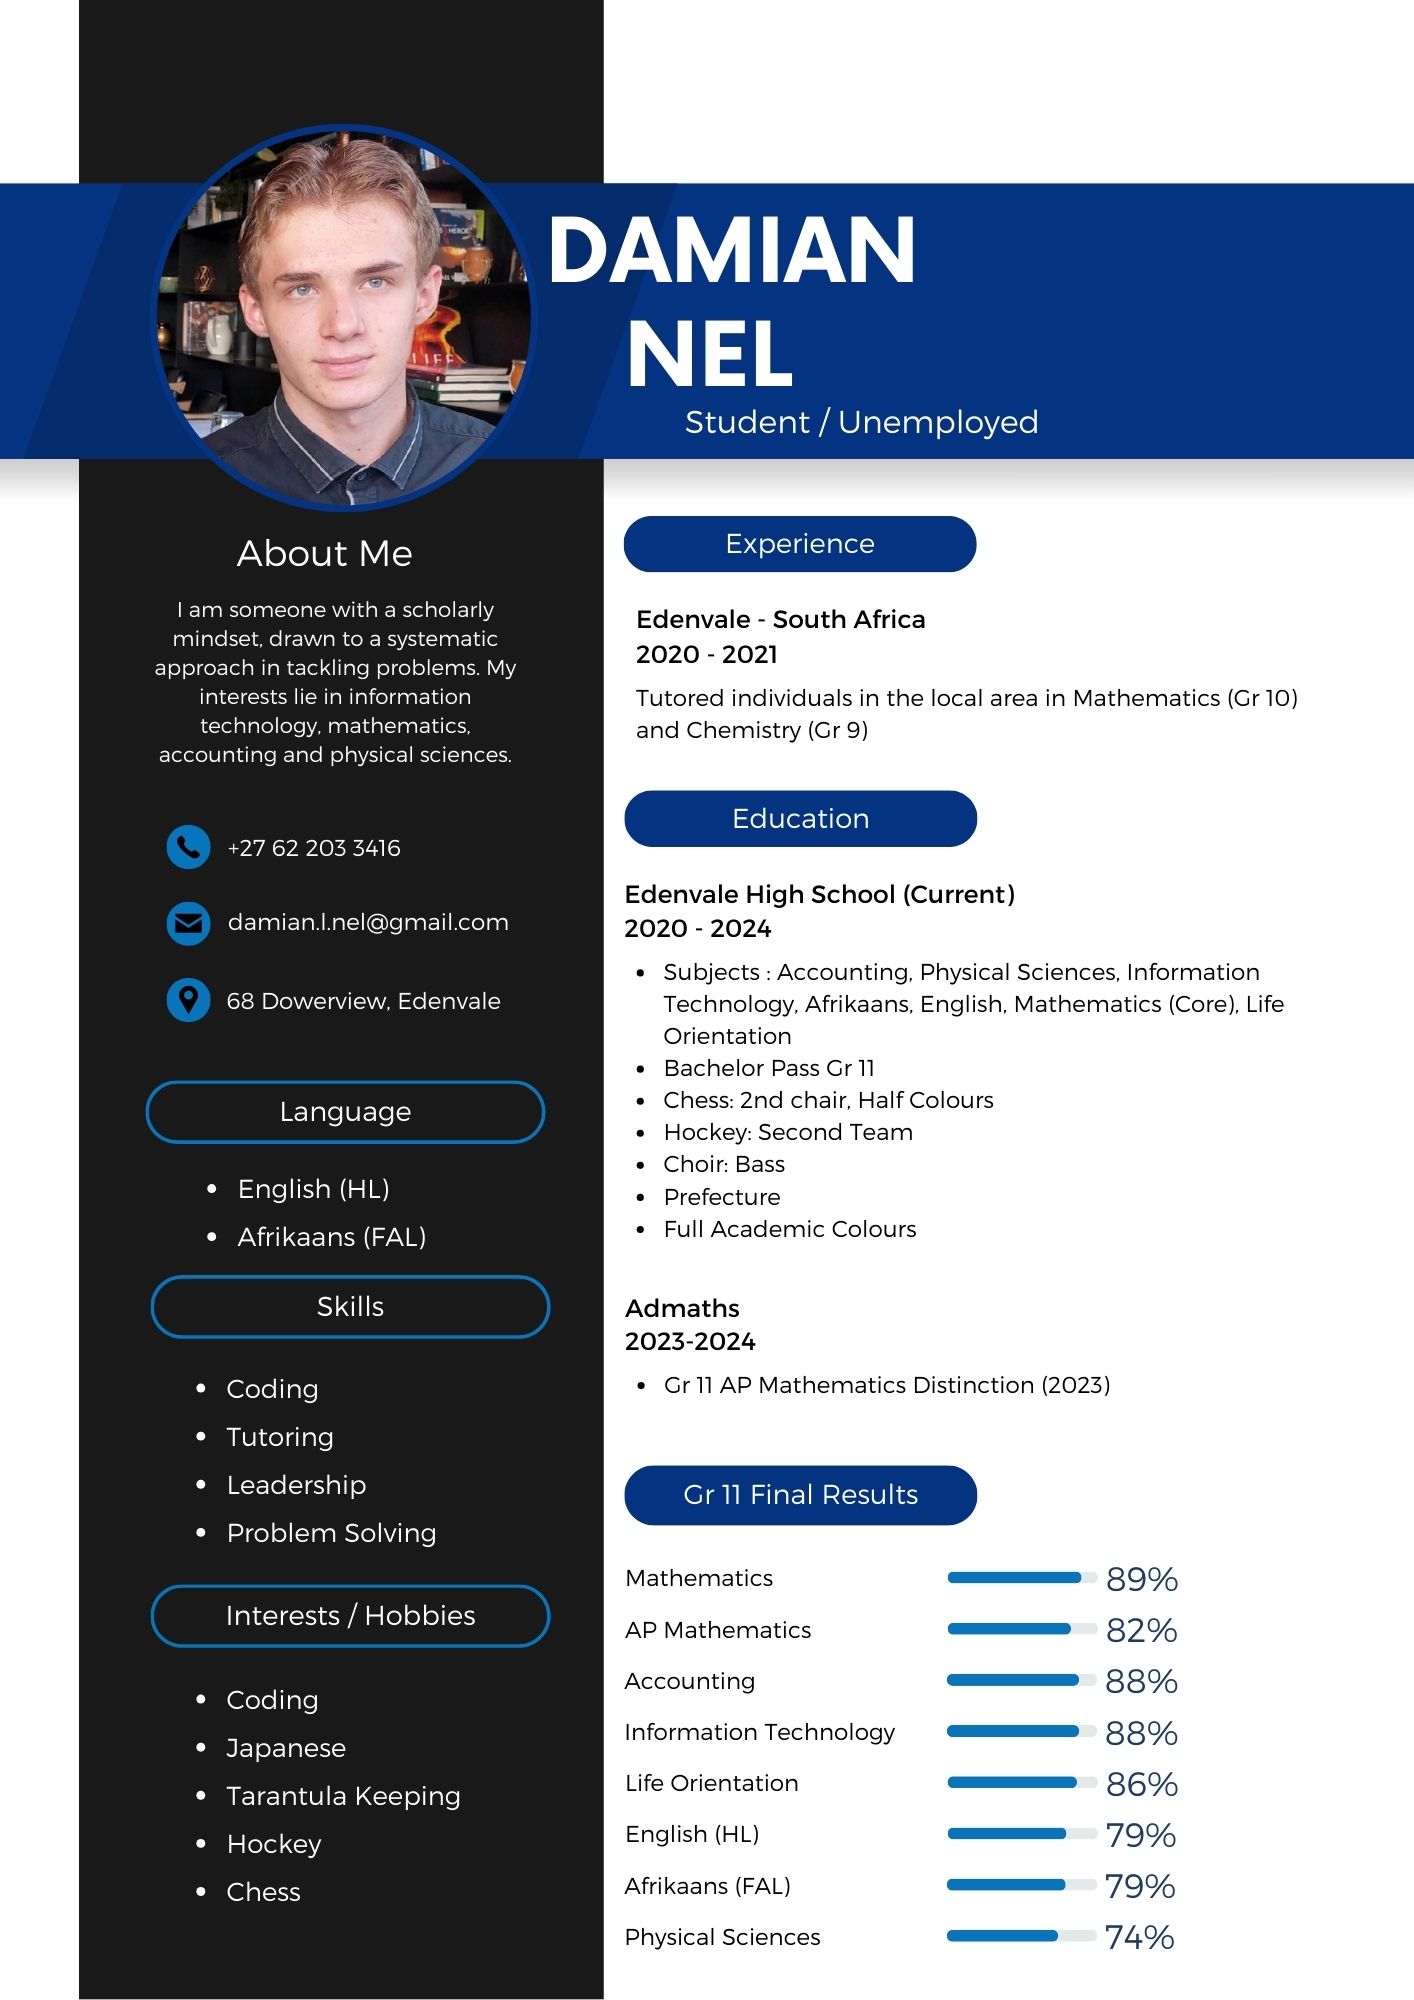 DAMIAN
NEL
Student / Unemployed
About Me
I am someone with a scholarly
mindset, drawn to a systematic
approach in tackling problems. My
interests lie in information
technology, mathematics,
accounting and physical sciences.
+27 62 203 3416
damian.l.nel@gmail.com
68 Dowerview, Edenvale
Language
English (HL)
Afrikaans (FAL)
Skills
Coding
Tutoring
Leadership
Problem Solving
Interests / Hobbies
Coding
Japanese
Tarantula Keeping
Hockey
Chess
Experience
Edenvale - South Africa
2020 - 2021
Tutored individuals in the local area in Mathematics (Gr 10)
and Chemistry (Gr 9)
Education
Edenvale High School (Current)
2020 - 2024
Subjects : Accounting, Physical Sciences, Information
Technology, Afrikaans, English, Mathematics (Core), Life
Orientation
Bachelor Pass Gr 11
Chess: 2nd chair, Half Colours
Hockey: Second Team
Choir: Bass
Prefecture
Full Academic Colours
Admaths
2023-2024
Gr 11 AP Mathematics Distinction (2023)
Gr 11 Final Results
Mathematics 89%
AP Mathematics 82%
Accounting 88%
Information Technology 88%
Life Orientation 86%
English (HL) 79%
Afrikaans (FAL) 79%
Physical Sciences 74%